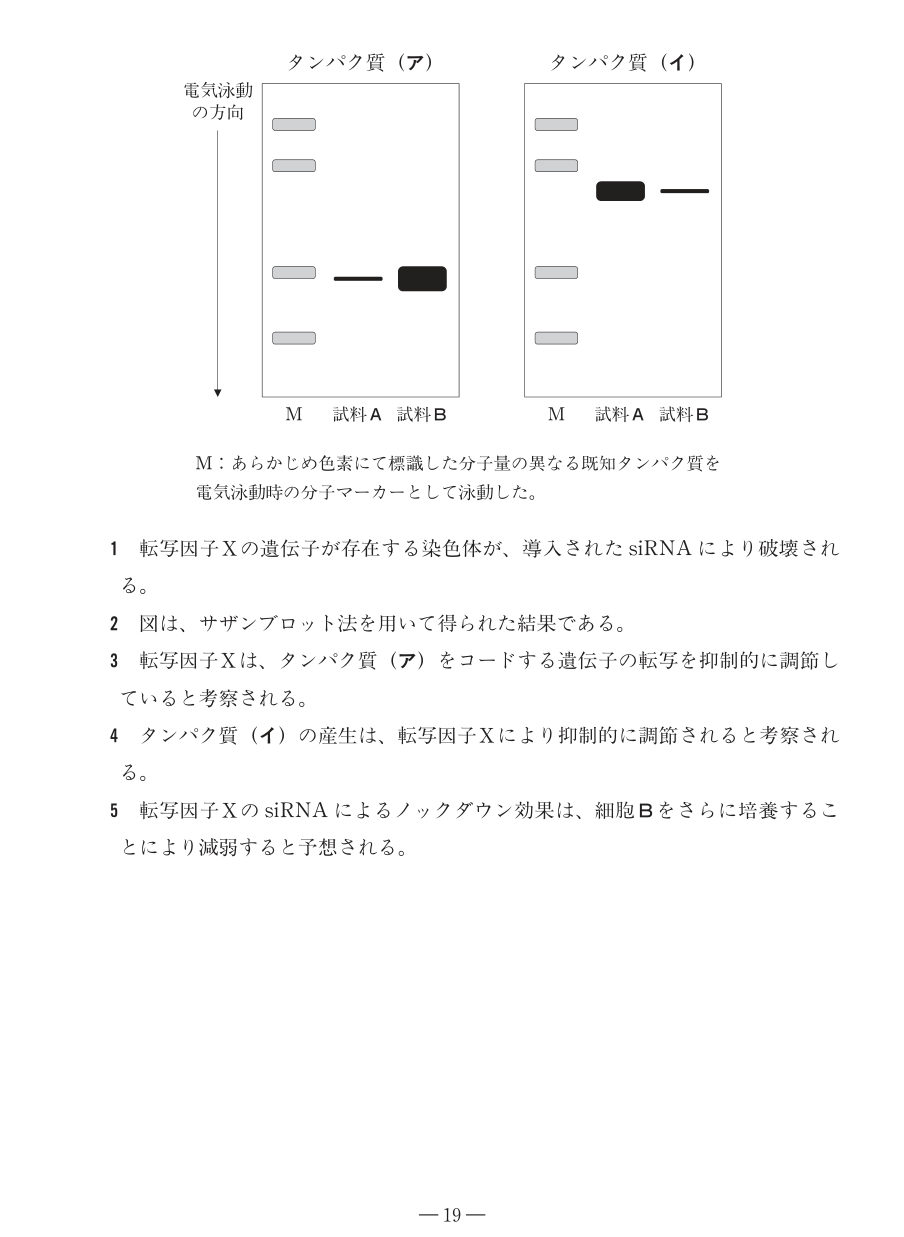 タンパク質（ア）
タンパク質（イ）
電気泳動
の方向
M　試料A　試料B
M　試料A　試料B
M：あらかじめ色素にて標識した分子量の異なる既知タンパク質を
電気泳動時の分子マーカーとして泳動した。
1　転写因子Xの遺伝子が存在する染色体が、導入された siRNA により破壊され
る。
2　図は、サザンブロット法を用いて得られた結果である。
3　転写因子Xは、タンパク質（ア）をコードする遺伝子の転写を抑制的に調節し
ていると考察される。
4　タンパク質（イ）の産生は、転写因子Xにより抑制的に調節されると考察され
る。
5　転写因子Xの siRNA によるノックダウン効果は、細胞Bをさらに培養するこ
とにより減弱すると予想される。
— 19 —